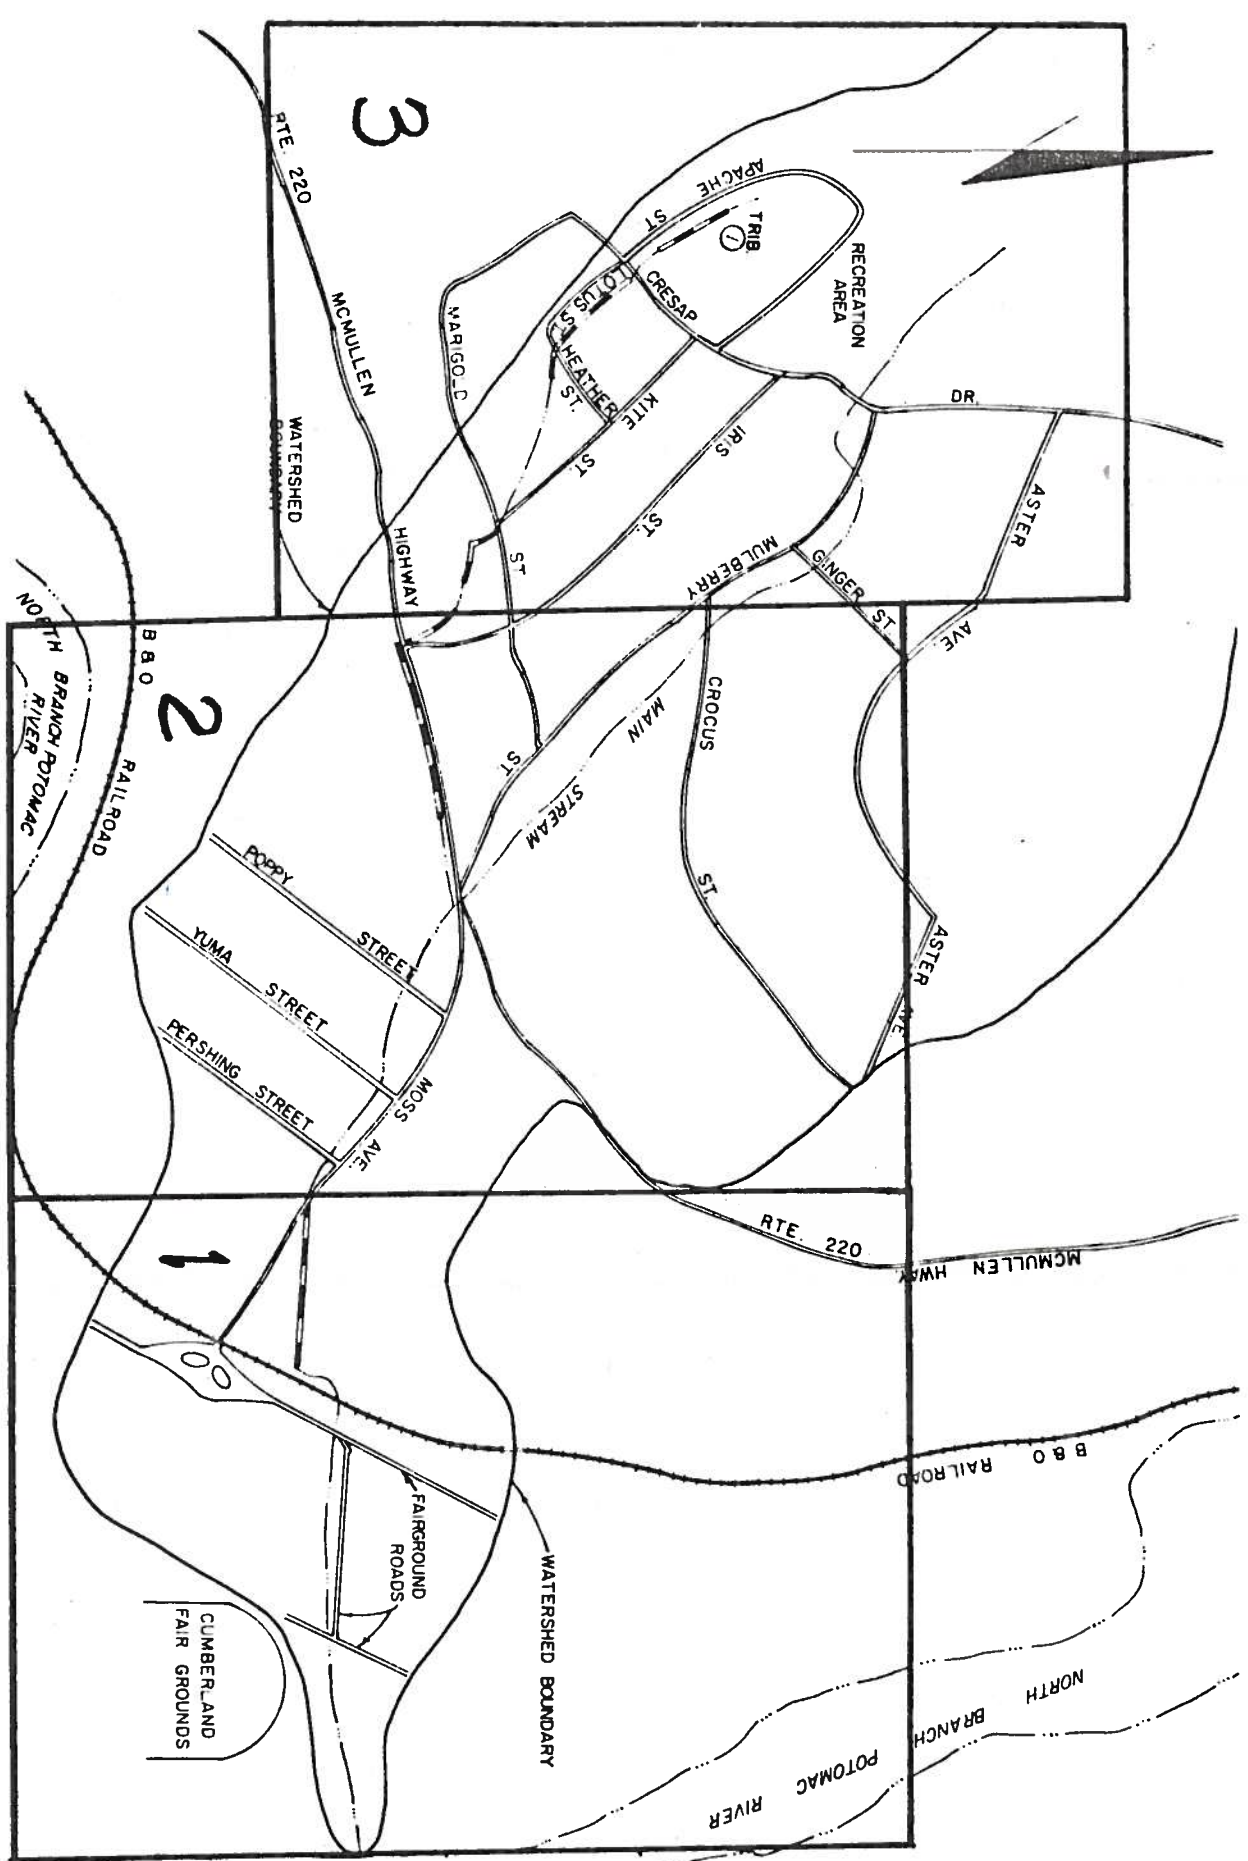 3
RTE. 220
MCMULLEN
HIGHWAY
WATERSHED
BOUNDARY
APACHE
ST
TRIB.
1
RECREATION
AREA
LOTUS ST.
CRESAP
DR.
MARIGOLD
ST.
HEATHER
ST.
KITE
ST.
IRIS
ST.
MULBERRY
ST.
GINGER
ST.
ASTER
AVE.
2
B & O
RAILROAD
NORTH BRANCH POTOMAC
RIVER
MAIN
STREAM
CROCUS
ST.
ASTER
AVE
POPPY
STREET
YUMA
STREET
PERSHING
STREET
MOSS
AVE.
1
RTE. 220
MCMULLEN HWY.
B & O RAILROAD
FAIRGROUND
ROADS
WATERSHED BOUNDARY
CUMBERLAND
FAIR GROUNDS
NORTH
BRANCH
POTOMAC
RIVER